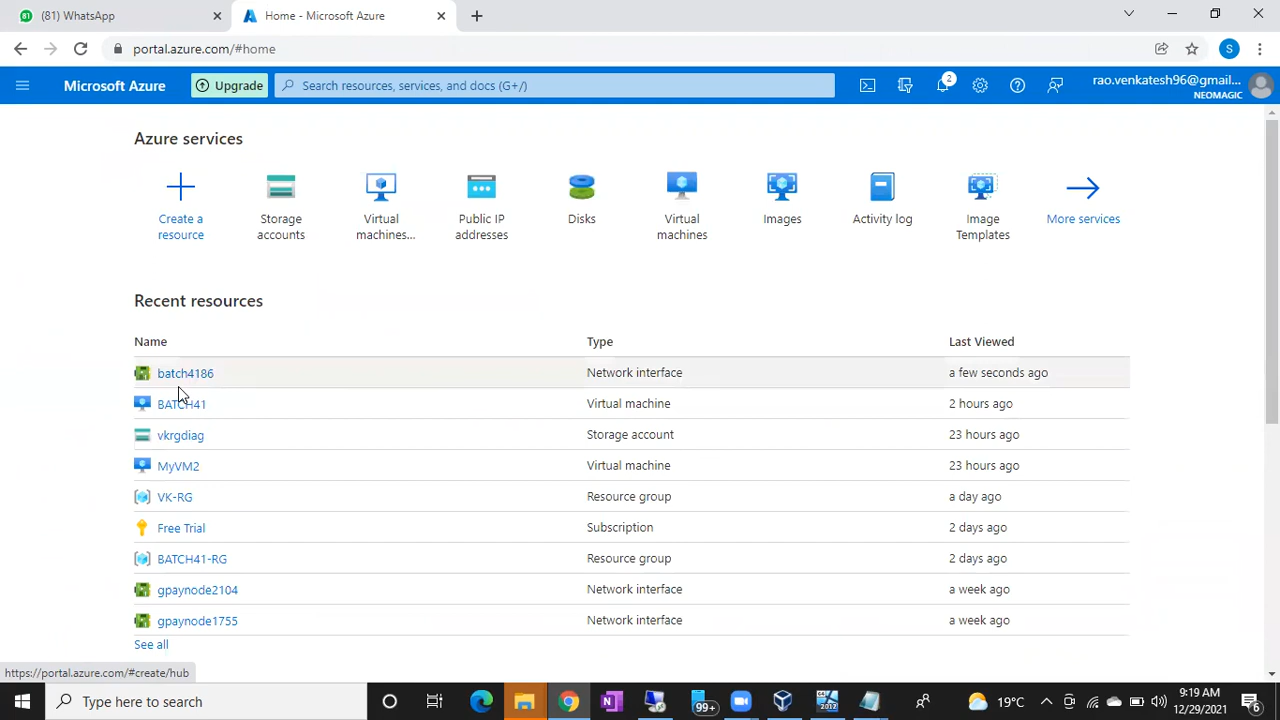 (81) WhatsApp
Home - Microsoft Azure
portal.azure.com/#home
S
Microsoft Azure
Upgrade
Search resources, services, and docs (G+/)
2
rao.venkatesh96@gmail...
NEOMAGIC
Azure services
Create a resource
Storage accounts
Virtual machines...
Public IP addresses
Disks
Virtual machines
Images
Activity log
Image Templates
More services
Recent resources
Name Type Last Viewed
batch4186 Network interface a few seconds ago
BATCH41 Virtual machine 2 hours ago
vkrgdiag Storage account 23 hours ago
MyVM2 Virtual machine 23 hours ago
VK-RG Resource group a day ago
Free Trial Subscription 2 days ago
BATCH41-RG Resource group 2 days ago
gpaynode2104 Network interface a week ago
gpaynode1755 Network interface a week ago
See all
https://portal.azure.com/#create/hub
Type here to search
99+
2017
19°C
9:19 AM
12/29/2021
6